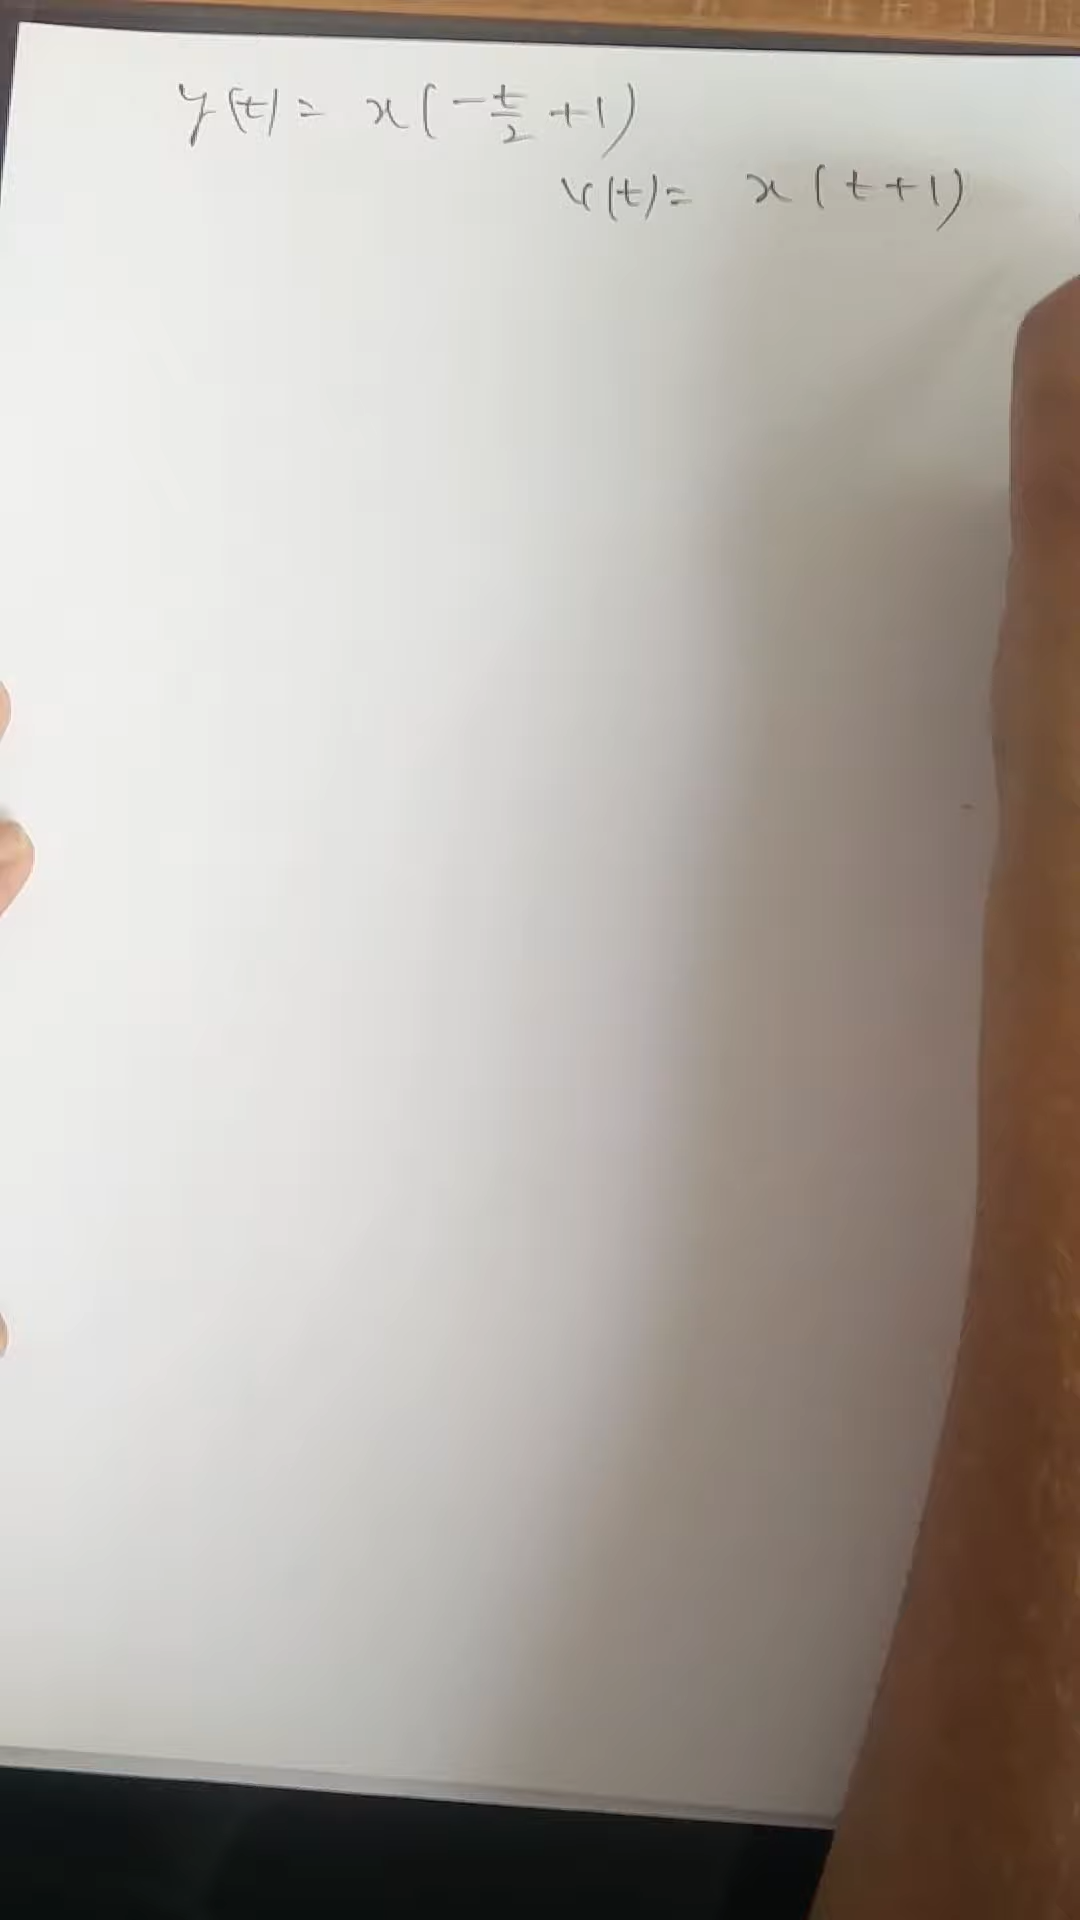 y(t) = x(-t/2 + 1)
v(t) = x(t+1)